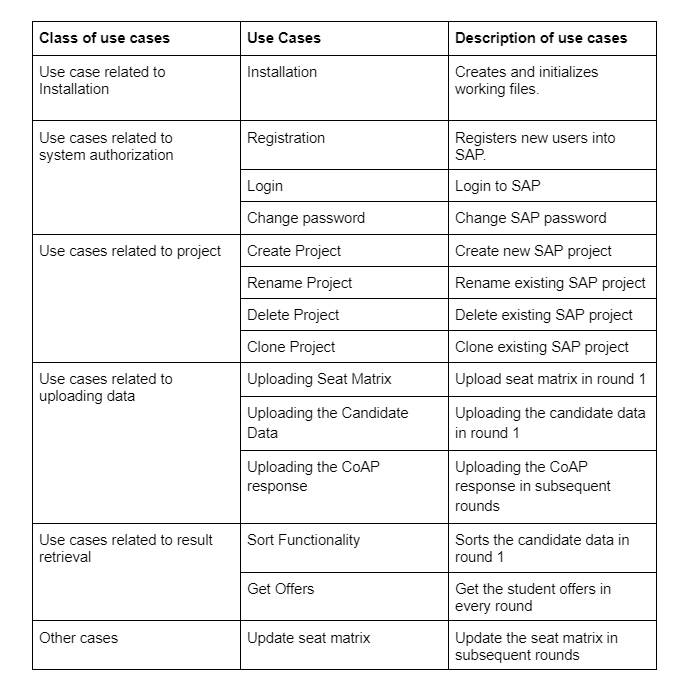 Class of use cases
Use Cases
Description of use cases
Use case related to
Installation
Installation
Creates and initializes
working files.
Use cases related to
system authorization
Registration
Registers new users into
SAP.
Login
Login to SAP
Change password
Change SAP password
Use cases related to project
Create Project
Create new SAP project
Rename Project
Rename existing SAP project
Delete Project
Delete existing SAP project
Clone Project
Clone existing SAP project
Use cases related to
uploading data
Uploading Seat Matrix
Upload seat matrix in round 1
Uploading the Candidate
Data
Uploading the candidate data
in round 1
Uploading the CoAP
response
Uploading the CoAP
response in subsequent
rounds
Use cases related to result
retrieval
Sort Functionality
Sorts the candidate data in
round 1
Get Offers
Get the student offers in
every round
Other cases
Update seat matrix
Update the seat matrix in
subsequent rounds